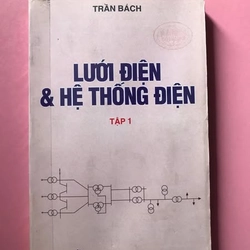 TRẦN BÁCH
LƯỚI ĐIỆN
& HỆ THỐNG ĐIỆN
TẬP 1